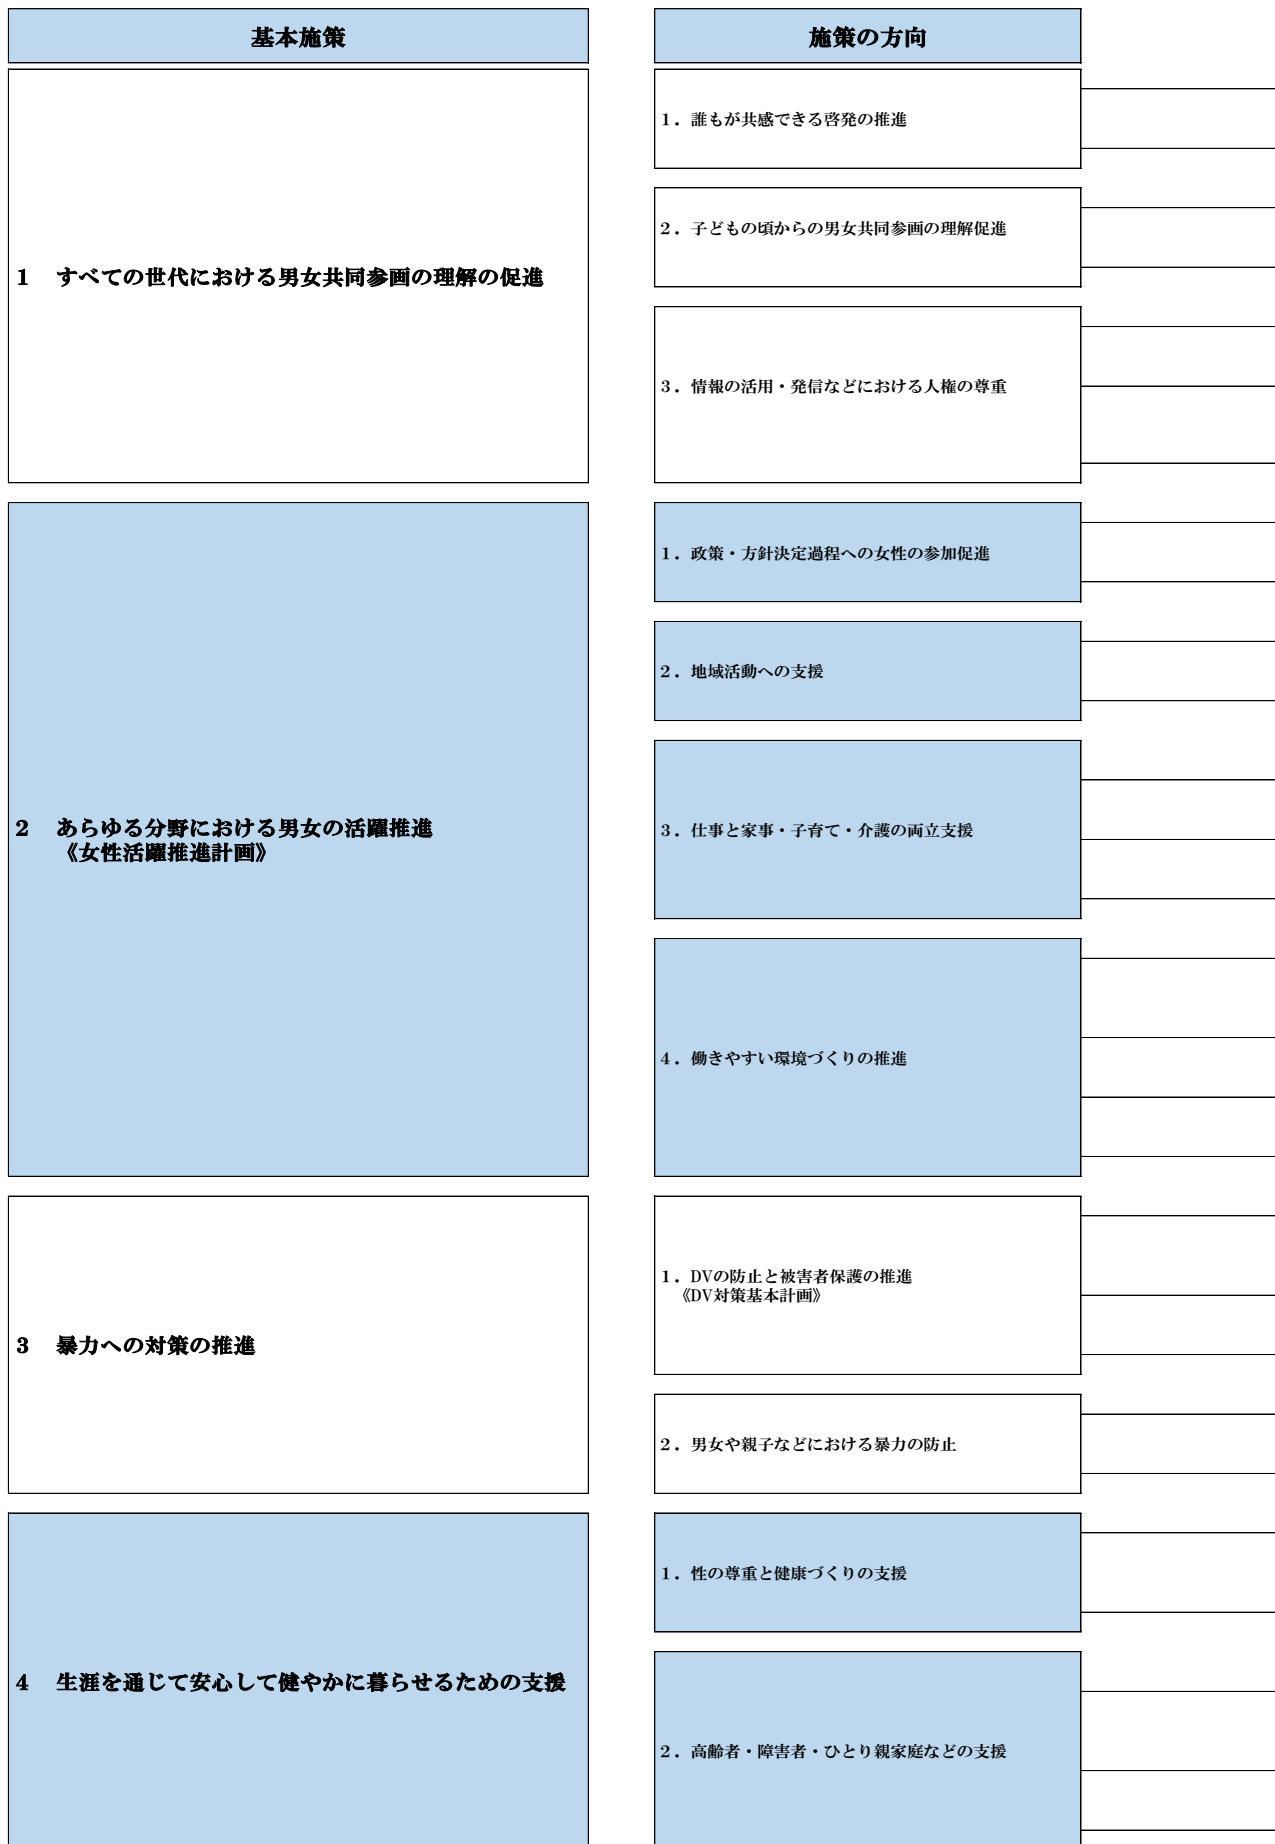 基本施策
施策の方向
1 すべての世代における男女共同参画の理解の促進
1．誰もが共感できる啓発の推進
2．子どもの頃からの男女共同参画の理解促進
3．情報の活用・発信などにおける人権の尊重
2 あらゆる分野における男女の活躍推進
《女性活躍推進計画》
1．政策・方針決定過程への女性の参加促進
2．地域活動への支援
3．仕事と家事・子育て・介護の両立支援
4．働きやすい環境づくりの推進
3 暴力への対策の推進
1．DVの防止と被害者保護の推進
《DV対策基本計画》
2．男女や親子などにおける暴力の防止
4 生涯を通じて安心して健やかに暮らせるための支援
1．性の尊重と健康づくりの支援
2．高齢者・障害者・ひとり親家庭などの支援